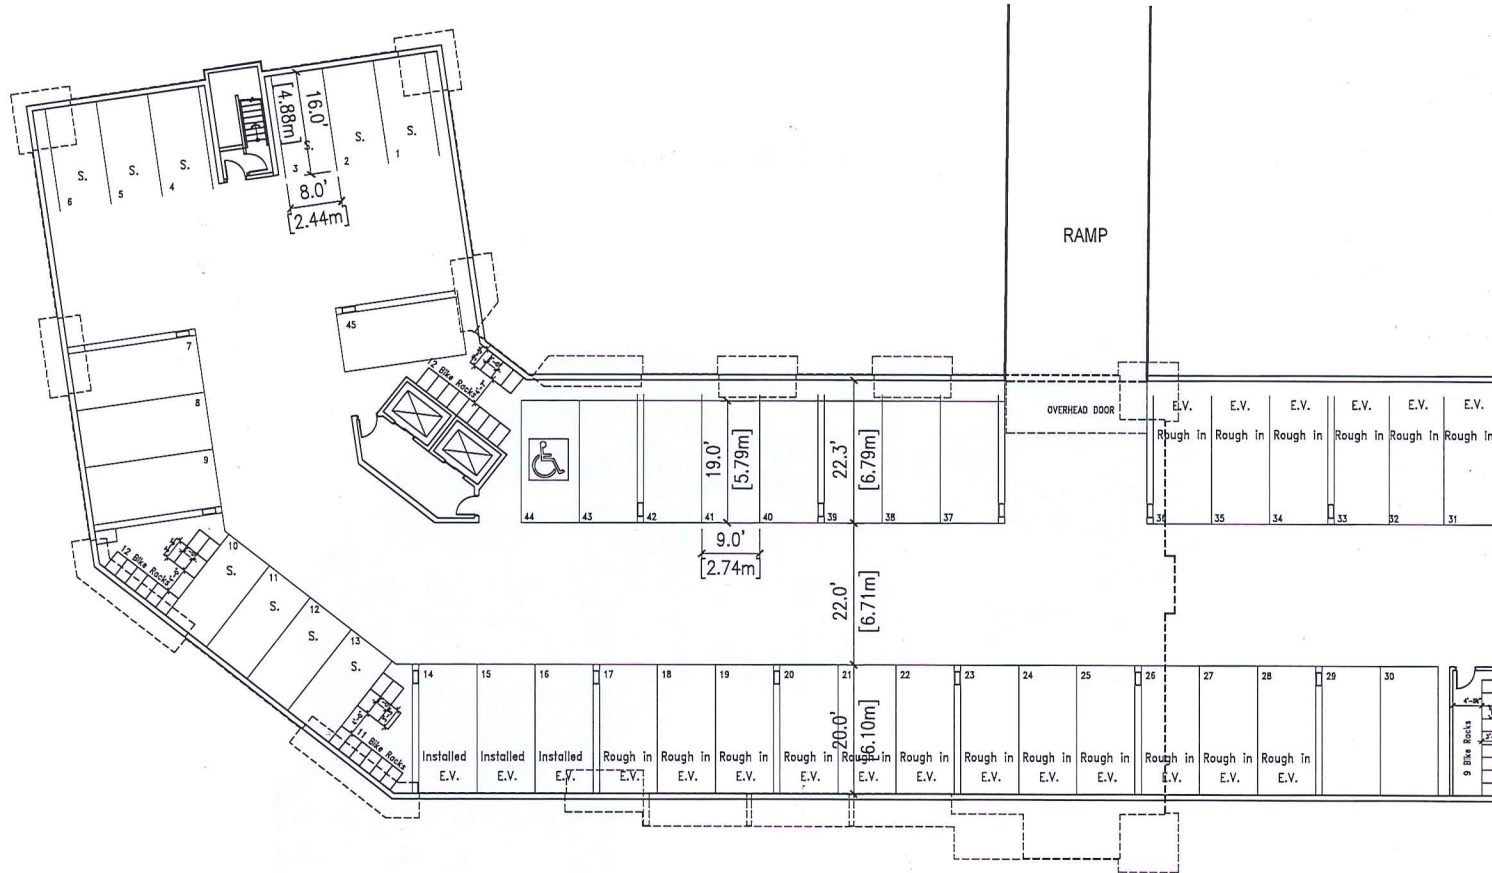 16.0'
[4.88m]
S.
S.
S.
S.
S.
S.
1
2
3
4
5
6
8.0'
[2.44m]
RAMP
45
7
8
9
12 Bike Racks
OVERHEAD DOOR
E.V.
Rough in
E.V.
Rough in
E.V.
Rough in
E.V.
Rough in
E.V.
Rough in
E.V.
Rough in
19.0'
[5.79m]
22.3'
[6.79m]
44
43
42
41
40
39
38
37
36
35
34
33
32
31
9.0'
[2.74m]
22.0'
[6.71m]
12 Bike Racks
10
S.
11
S.
12
S.
13
S.
11 Bike Racks
14
15
16
17
18
19
20
21
22
23
24
25
26
27
28
29
30
20.0'
[6.10m]
Installed
E.V.
Installed
E.V.
Installed
E.V.
Rough in
E.V.
Rough in
E.V.
Rough in
E.V.
Rough in
E.V.
Rough in
E.V.
Rough in
E.V.
Rough in
E.V.
Rough in
E.V.
Rough in
E.V.
Rough in
E.V.
Rough in
E.V.
Rough in
E.V.
9 Bike Racks